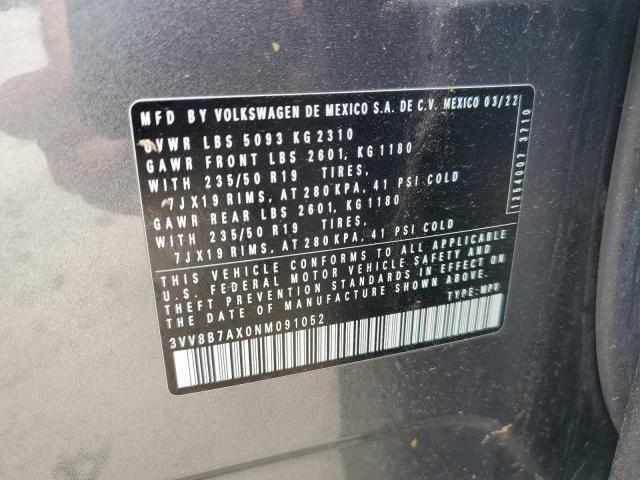 MFD BY VOLKSWAGEN DE MEXICO S.A. DE C.V. MEXICO 03/22
GVWR LBS 5093 KG 2310
GAWR FRONT LBS 2601, KG 1180
WITH 235/50 R19 TIRES,
7JX19 RIMS, AT 280 KPA, 41 PSI COLD
GAWR REAR LBS 2601, KG 1180
WITH 235/50 R19 TIRES,
7JX19 RIMS, AT 280 KPA, 41 PSI COLD
THIS VEHICLE CONFORMS TO ALL APPLICABLE
U.S. FEDERAL MOTOR VEHICLE SAFETY AND
THEFT PREVENTION STANDARDS IN EFFECT ON
THE DATE OF MANUFACTURE SHOWN ABOVE.
3VV8B7AX0NM091052 TYPE: MPV
3710